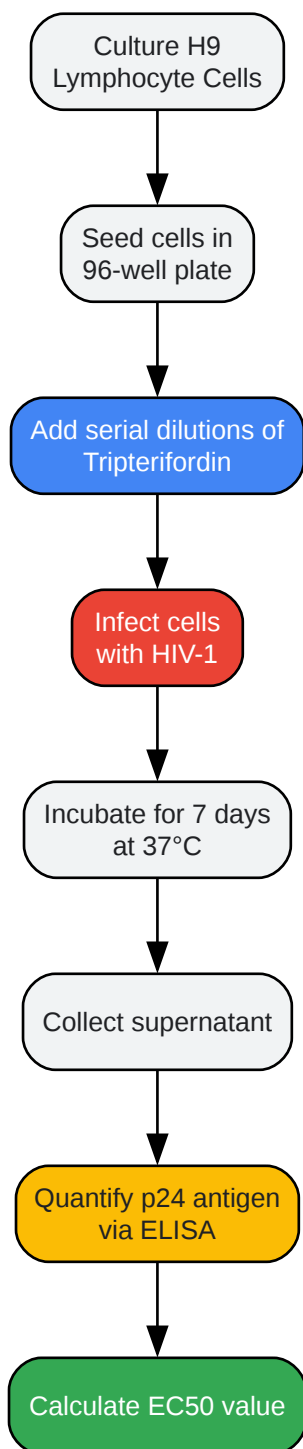 Culture H9
Lymphocyte Cells
Seed cells in
96-well plate
Add serial dilutions of
Tripterifordin
Infect cells
with HIV-1
Incubate for 7 days
at 37°C
Collect supernatant
Quantify p24 antigen
via ELISA
Calculate EC50 value